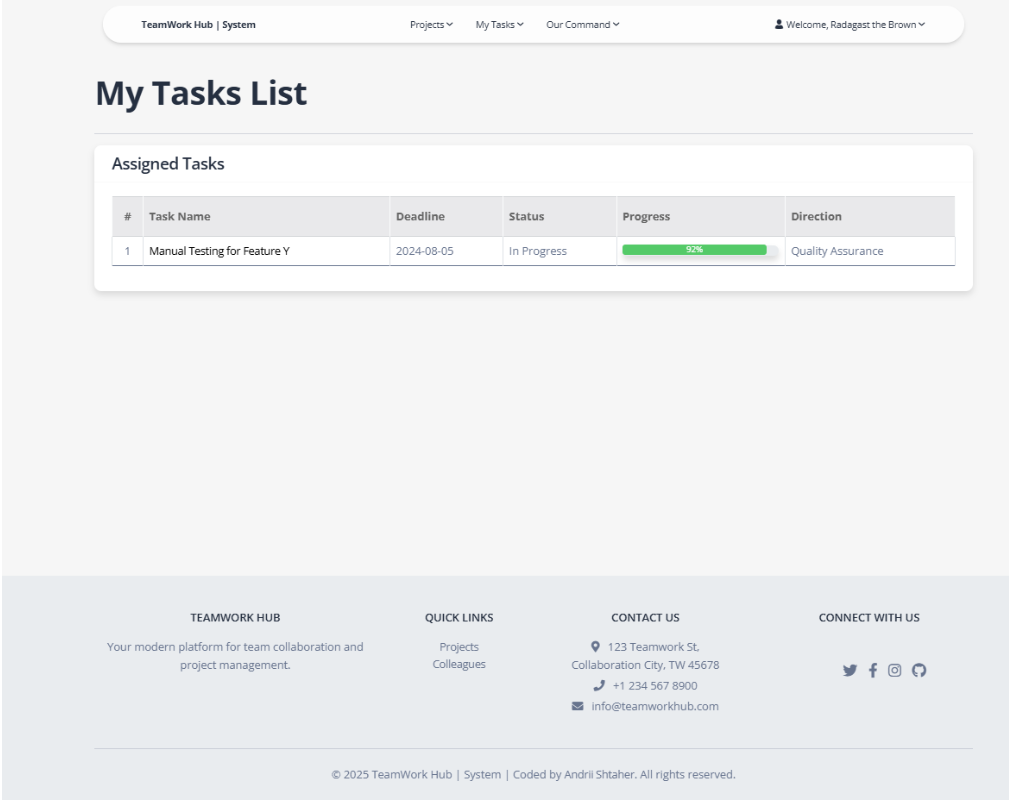 TeamWork Hub | System Projects My Tasks Our Command Welcome, Radagast the Brown
My Tasks List
Assigned Tasks
# Task Name Deadline Status Progress Direction
1 Manual Testing for Feature Y 2024-08-05 In Progress 92% Quality Assurance
TEAMWORK HUB
Your modern platform for team collaboration and
project management.
QUICK LINKS
Projects
Colleagues
CONTACT US
123 Teamwork St,
Collaboration City, TW 45678
+1 234 567 8900
info@teamworkhub.com
CONNECT WITH US
© 2025 TeamWork Hub | System | Coded by Andrii Shtaher. All rights reserved.